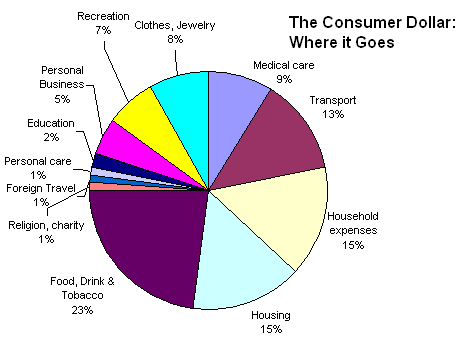 The Consumer Dollar:
Where it Goes
Recreation
7%
Clothes, Jewelry
8%
Medical care
9%
Transport
13%
Household
expenses
15%
Housing
15%
Food, Drink &
Tobacco
23%
Religion, charity
1%
Foreign Travel
1%
Personal care
1%
Education
2%
Personal
Business
5%